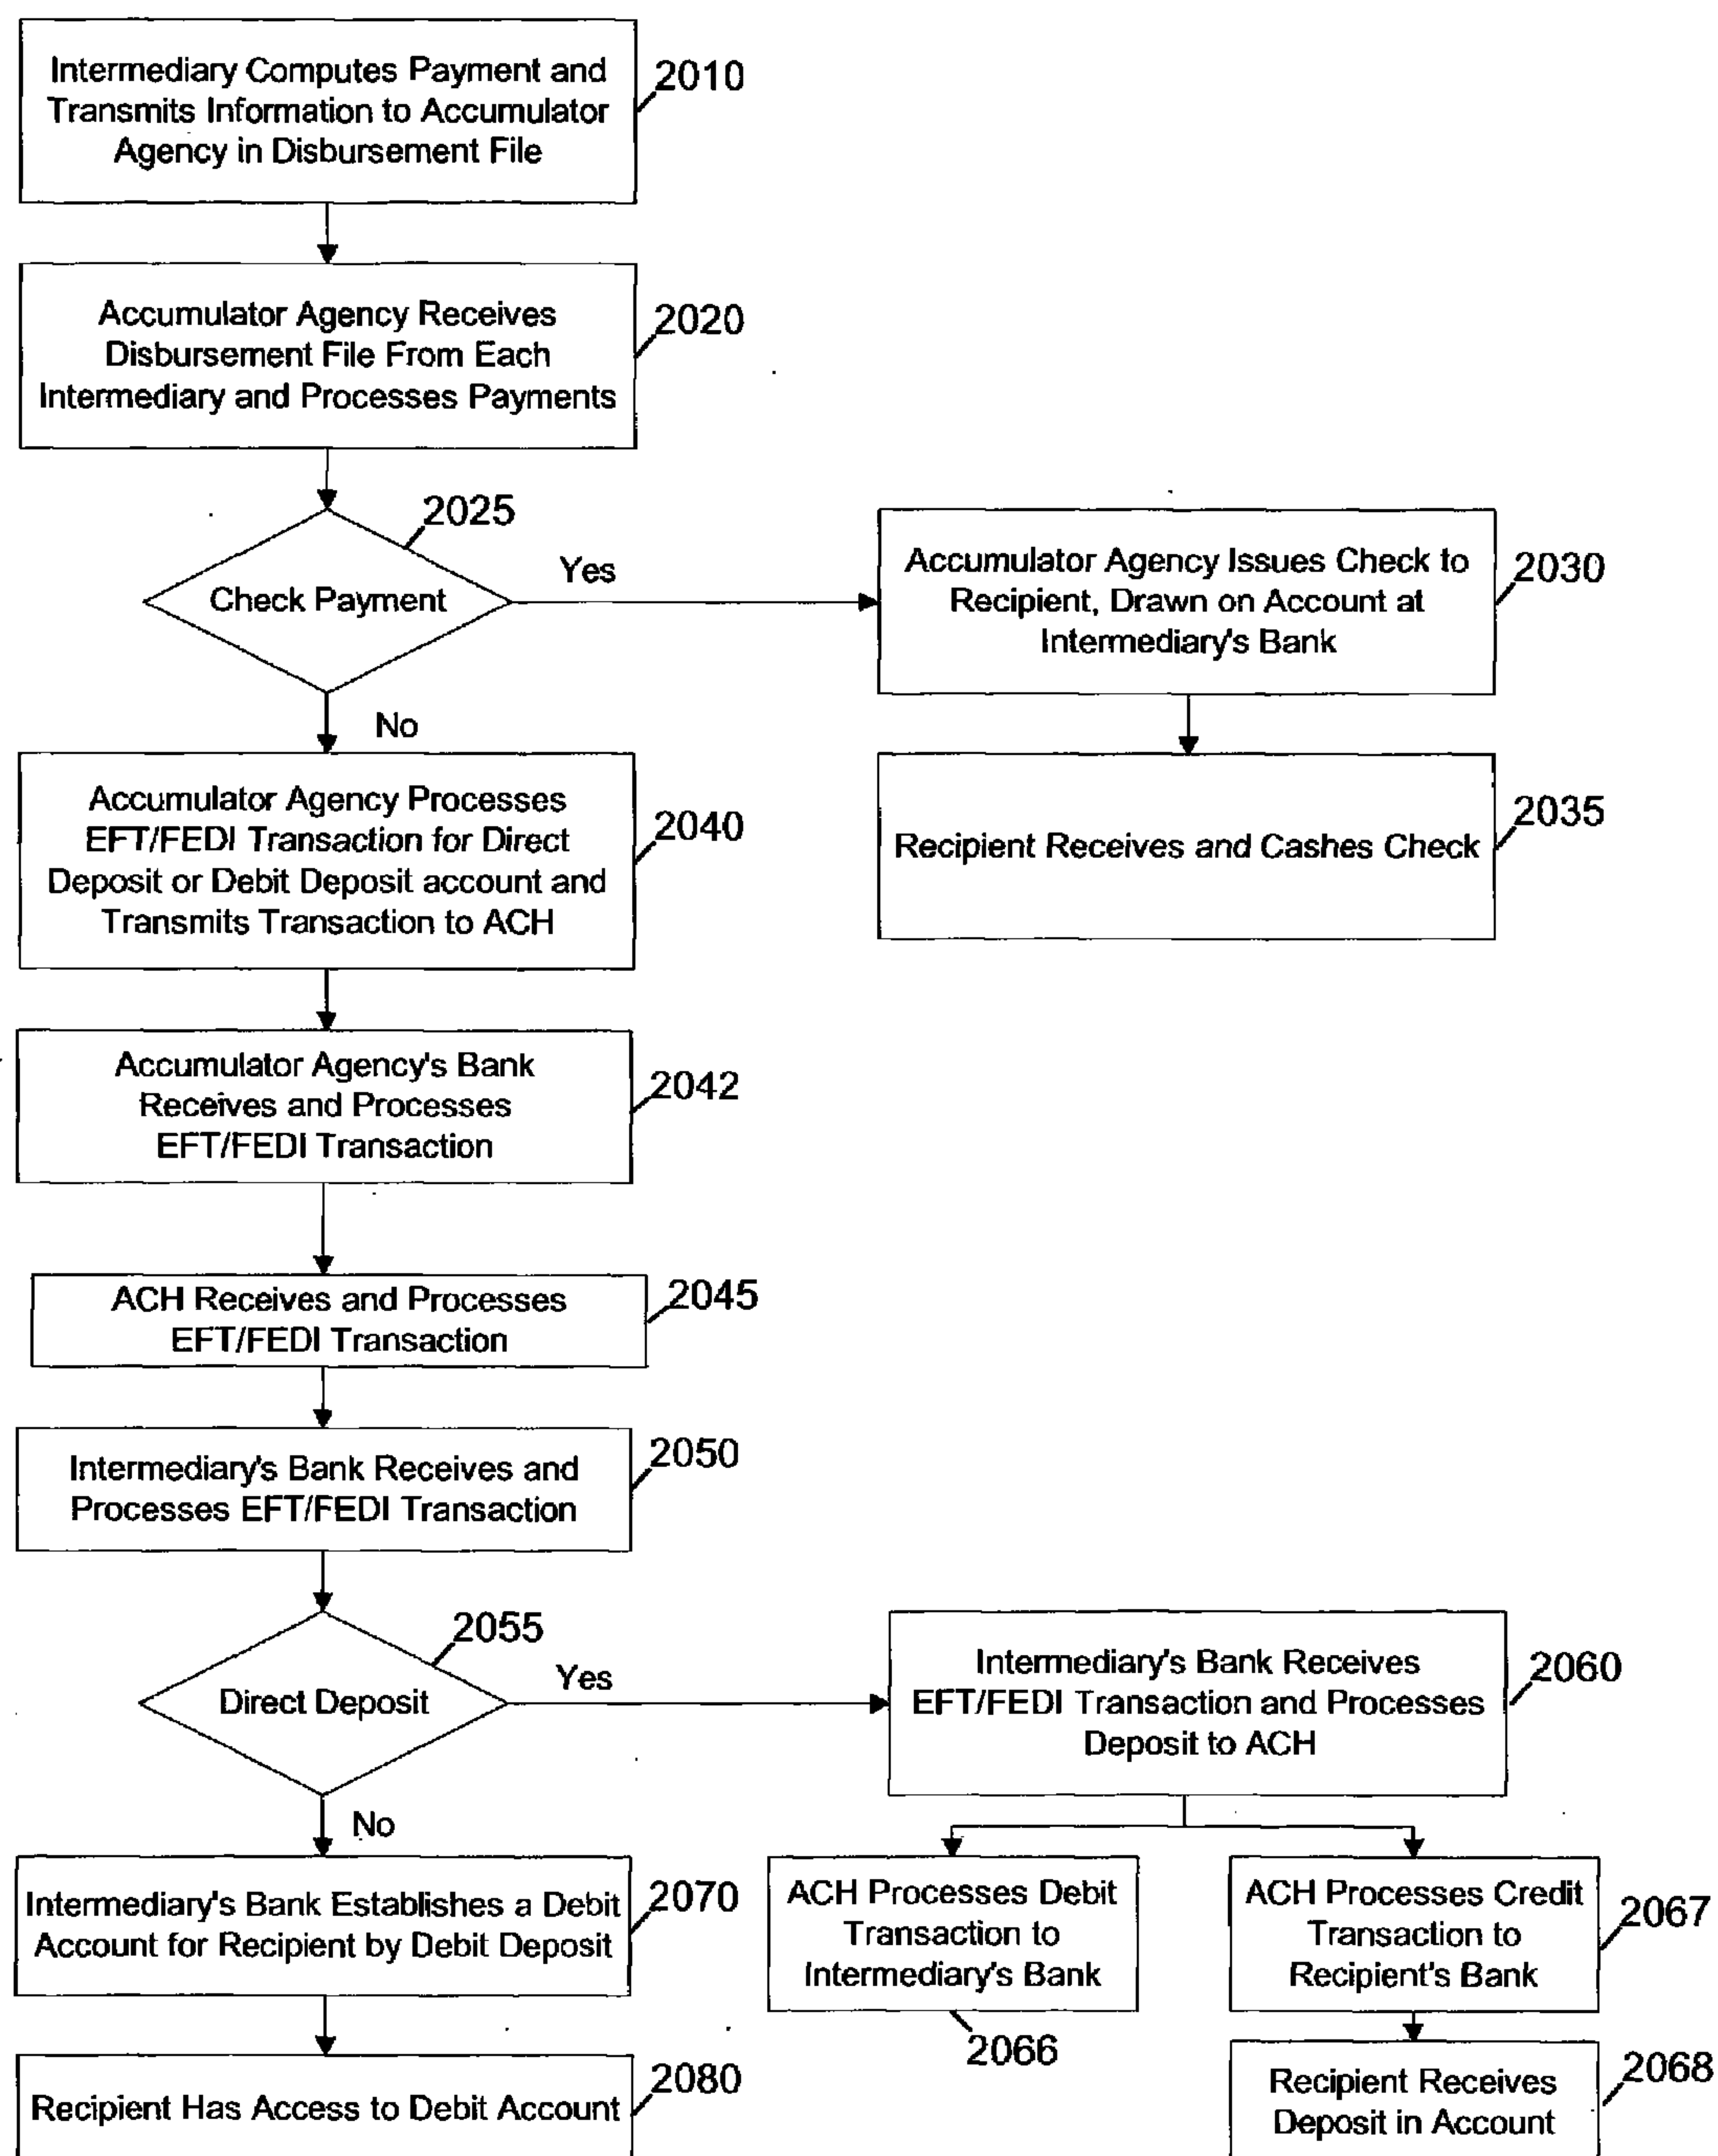 Intermediary Computes Payment and
Transmits Information to Accumulator
Agency in Disbursement File
2010
Accumulator Agency Receives
Disbursement File From Each
Intermediary and Processes Payments
2020
2025
Check Payment
Yes
No
Accumulator Agency Issues Check to
Recipient, Drawn on Account at
Intermediary's Bank
2030
Recipient Receives and Cashes Check
2035
Accumulator Agency Processes
EFT/FEDI Transaction for Direct
Deposit or Debit Deposit account and
Transmits Transaction to ACH
2040
Accumulator Agency's Bank
Receives and Processes
EFT/FEDI Transaction
2042
ACH Receives and Processes
EFT/FEDI Transaction
2045
Intermediary's Bank Receives and
Processes EFT/FEDI Transaction
2050
2055
Direct Deposit
Yes
No
Intermediary's Bank Receives
EFT/FEDI Transaction and Processes
Deposit to ACH
2060
Intermediary's Bank Establishes a Debit
Account for Recipient by Debit Deposit
2070
ACH Processes Debit
Transaction to
Intermediary's Bank
2066
ACH Processes Credit
Transaction to
Recipient's Bank
2067
Recipient Has Access to Debit Account
2080
Recipient Receives
Deposit in Account
2068